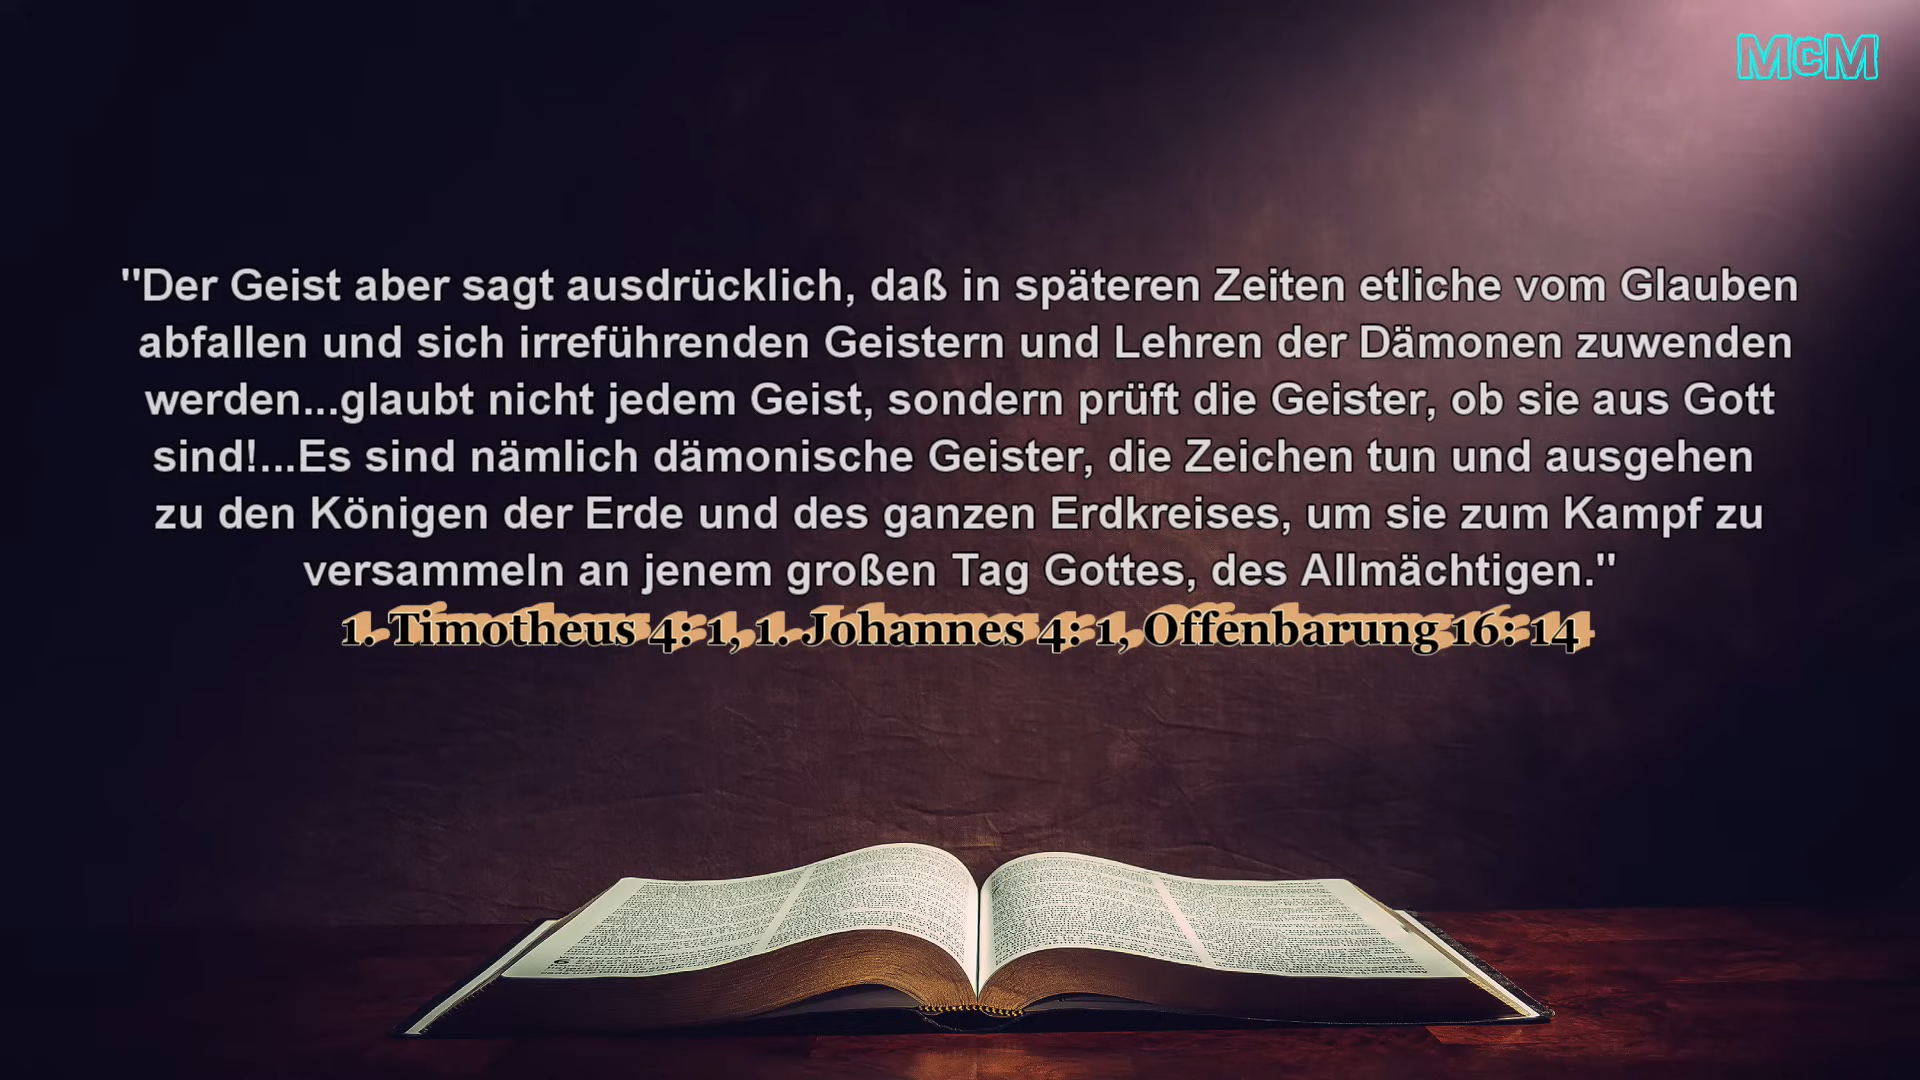 McM
"Der Geist aber sagt ausdrücklich, daß in späteren Zeiten etliche vom Glauben
abfallen und sich irreführenden Geistern und Lehren der Dämonen zuwenden
werden...glaubt nicht jedem Geist, sondern prüft die Geister, ob sie aus Gott
sind!...Es sind nämlich dämonische Geister, die Zeichen tun und ausgehen
zu den Königen der Erde und des ganzen Erdkreises, um sie zum Kampf zu
versammeln an jenem großen Tag Gottes, des Allmächtigen."
1. Timotheus 4: 1, 1. Johannes 4: 1, Offenbarung 16: 14